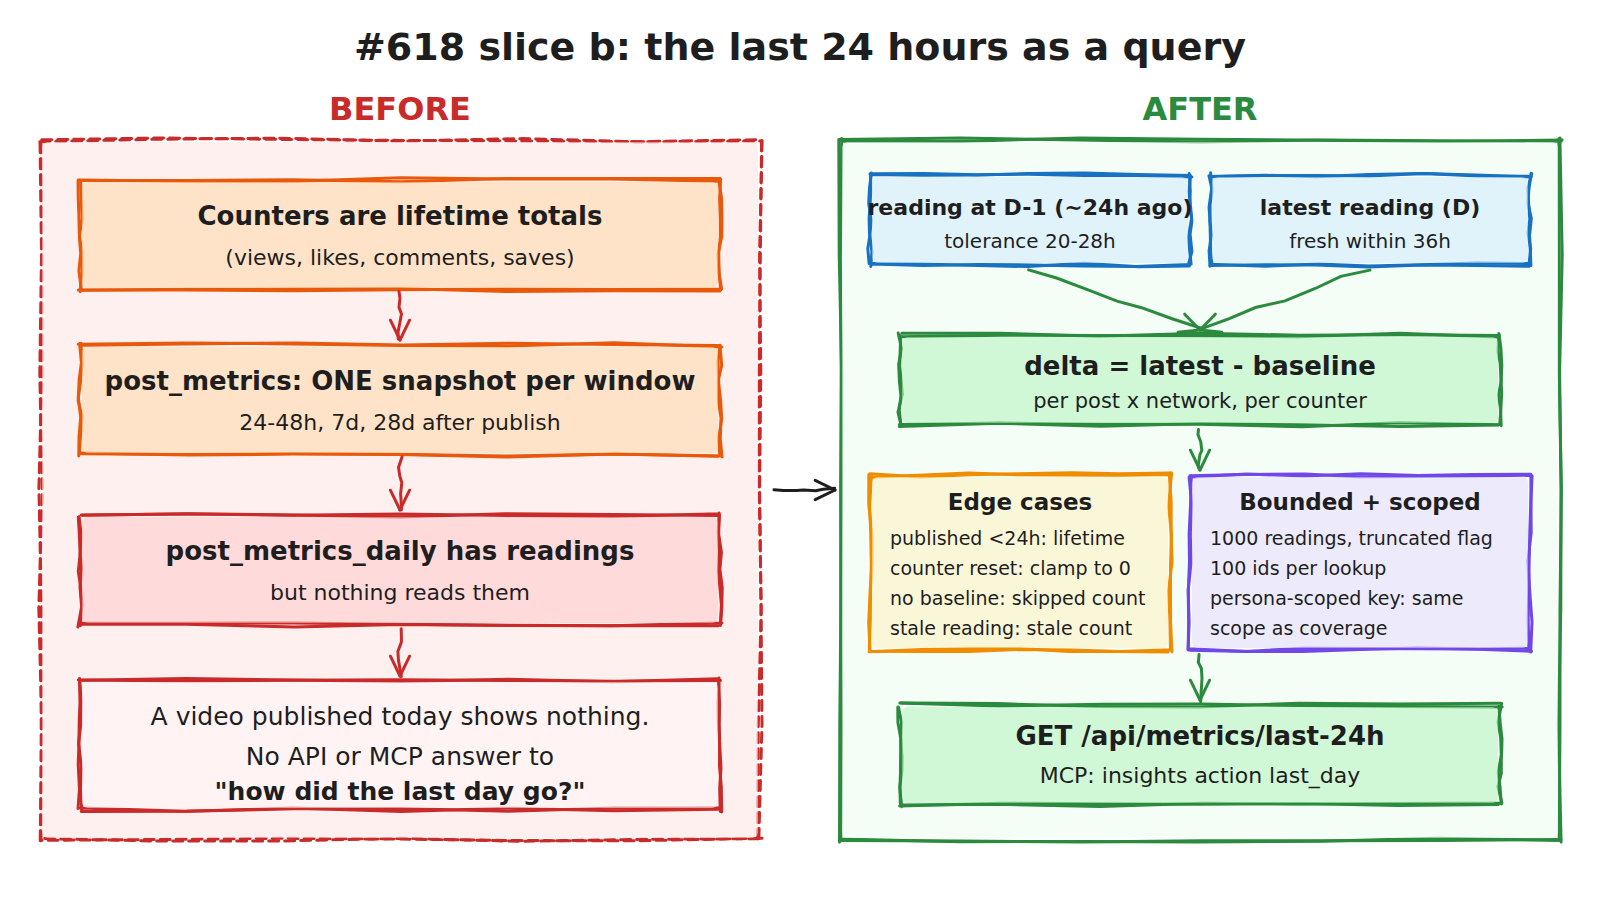 #618 slice b: the last 24 hours as a query
BEFORE
Counters are lifetime totals
(views, likes, comments, saves)
post_metrics: ONE snapshot per window
24-48h, 7d, 28d after publish
post_metrics_daily has readings
but nothing reads them
A video published today shows nothing.
No API or MCP answer to
"how did the last day go?"
AFTER
reading at D-1 (~24h ago)
tolerance 20-28h
latest reading (D)
fresh within 36h
delta = latest - baseline
per post x network, per counter
Edge cases
published <24h: lifetime
counter reset: clamp to 0
no baseline: skipped count
stale reading: stale count
Bounded + scoped
1000 readings, truncated flag
100 ids per lookup
persona-scoped key: same
scope as coverage
GET /api/metrics/last-24h
MCP: insights action last_day